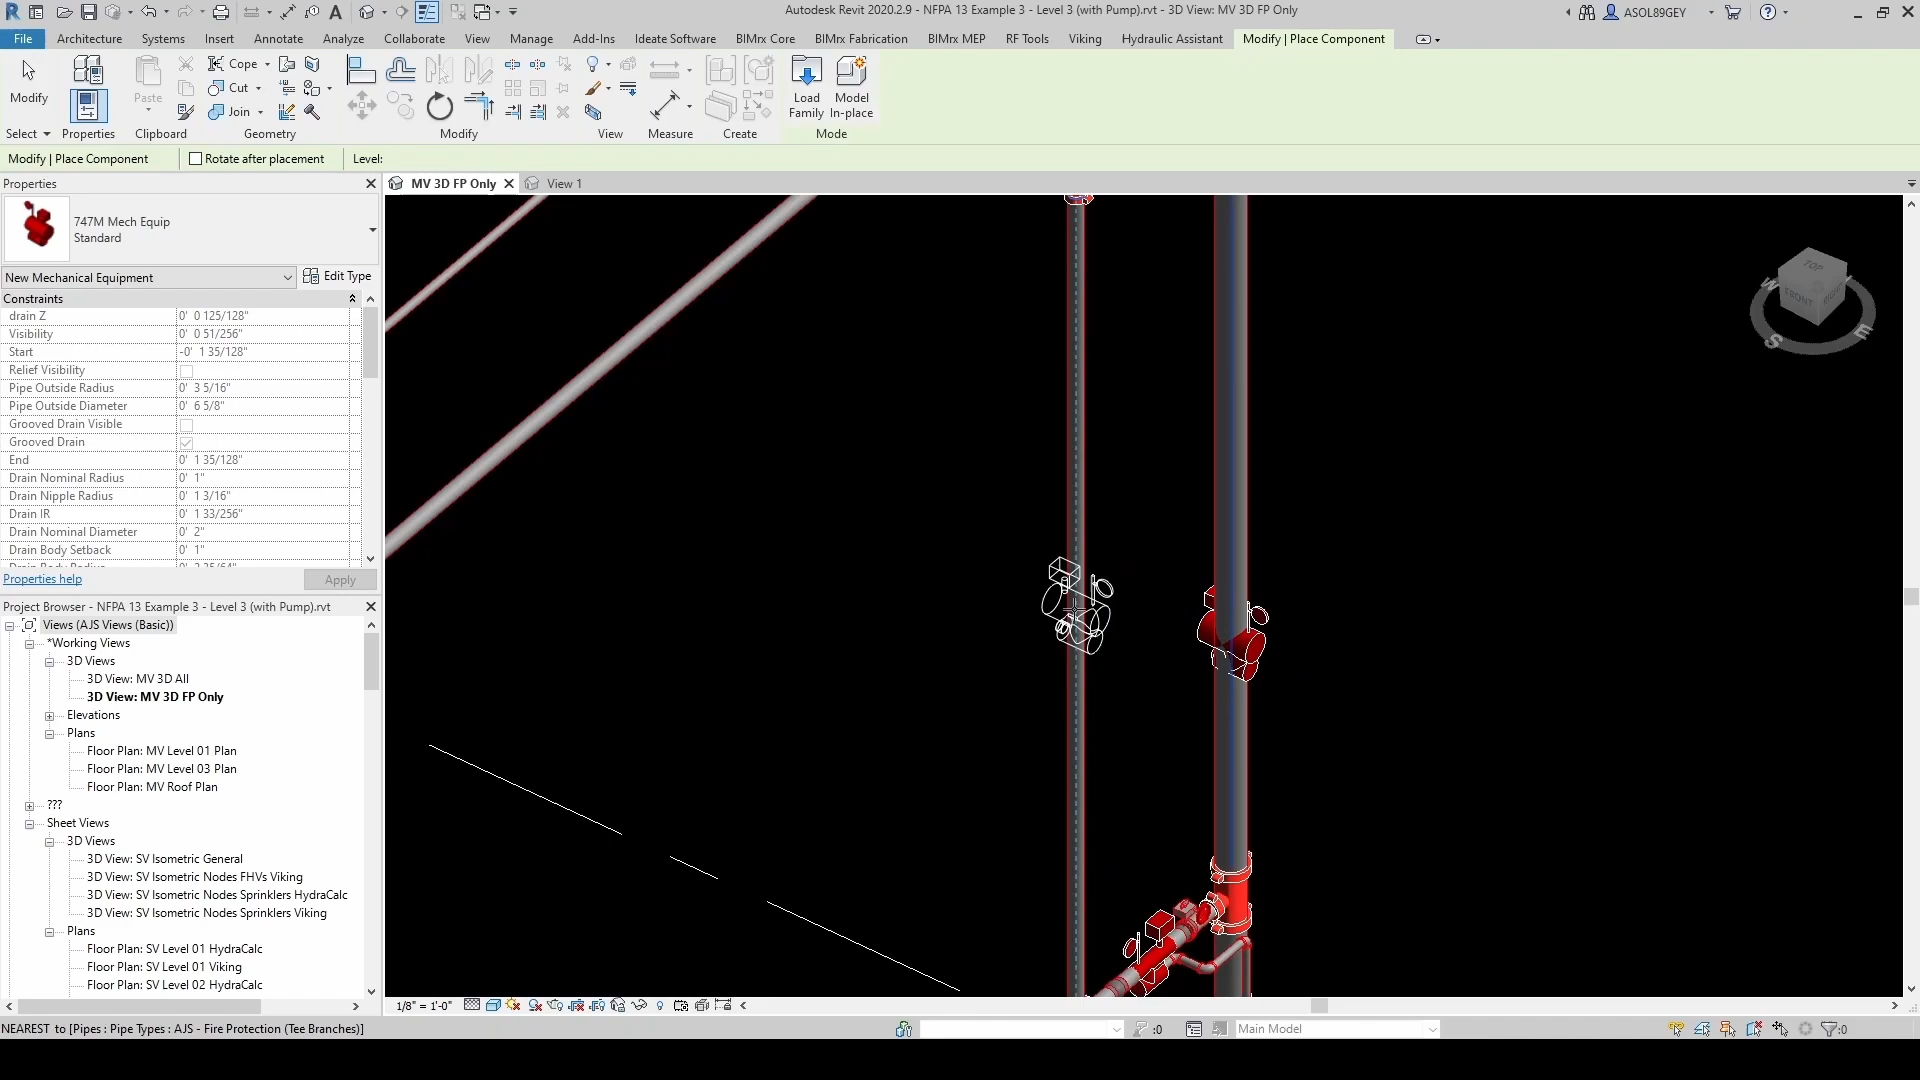 Autodesk Revit 2020.2.9 - NFPA 13 Example 3 - Level 3 (with Pump).rvt - 3D View: MV 3D FP Only
ASOL89GEY
File Architecture Systems Insert Annotate Analyze Collaborate View Manage Add-Ins Ideate Software BIMrx Core BIMrx Fabrication BIMrx MEP RF Tools Viking Hydraulic Assistant Modify | Place Component
Cope
Cut
Join
Modify
Paste
Load Family
Model In-place
Select Properties Clipboard Geometry Modify View Measure Create Mode
Modify | Place Component Rotate after placement Level:
Properties
MV 3D FP Only View 1
747M Mech Equip
Standard
New Mechanical Equipment Edit Type
Constraints
drain Z 0' 0 125/128"
Visibility 0' 0 51/256"
Start -0' 1 35/128"
Relief Visibility
Pipe Outside Radius 0' 3 5/16"
Pipe Outside Diameter 0' 6 5/8"
Grooved Drain Visible
Grooved Drain
End 0' 1 35/128"
Drain Nominal Radius 0' 1"
Drain Nipple Radius 0' 1 3/16"
Drain IR 0' 1 33/256"
Drain Nominal Diameter 0' 2"
Drain Body Setback 0' 1"
Properties help Apply
Project Browser - NFPA 13 Example 3 - Level 3 (with Pump).rvt
Views (AJS Views (Basic))
*Working Views
3D Views
3D View: MV 3D All
3D View: MV 3D FP Only
Elevations
Plans
Floor Plan: MV Level 01 Plan
Floor Plan: MV Level 03 Plan
Floor Plan: MV Roof Plan
???
Sheet Views
3D Views
3D View: SV Isometric General
3D View: SV Isometric Nodes FHVs Viking
3D View: SV Isometric Nodes Sprinklers HydraCalc
3D View: SV Isometric Nodes Sprinklers Viking
Plans
Floor Plan: SV Level 01 HydraCalc
Floor Plan: SV Level 01 Viking
Floor Plan: SV Level 02 HydraCalc
TOP
FRONT
W
S
E
1/8" = 1'-0"
NEAREST to [Pipes : Pipe Types : AJS - Fire Protection (Tee Branches)]
:0
Main Model
:0